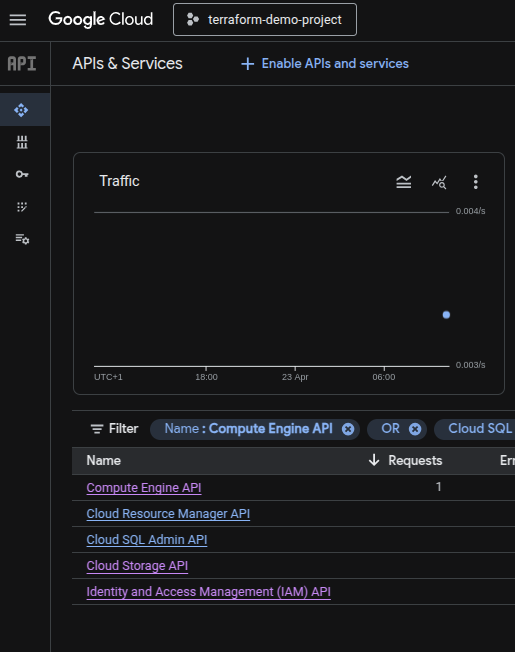 Google Cloud terraform-demo-project
API APIs & Services + Enable APIs and services
Traffic
0.004/s
0.003/s
UTC+1 18:00 23 Apr 06:00
Filter Name : Compute Engine API OR Cloud SQL
Name Requests Err
Compute Engine API 1
Cloud Resource Manager API
Cloud SQL Admin API
Cloud Storage API
Identity and Access Management (IAM) API